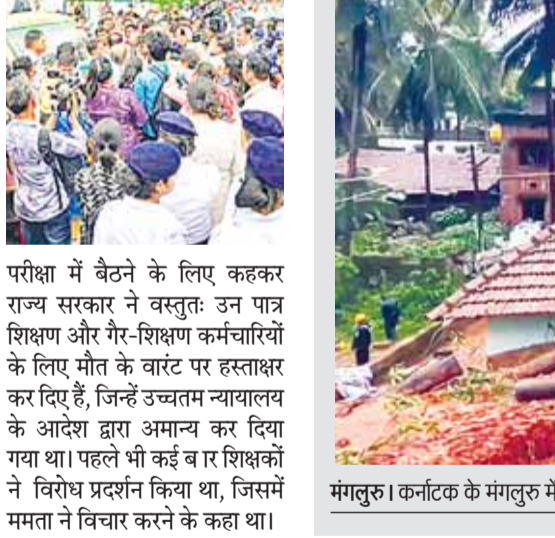 परीक्षा में बैठने के लिए कहकर
राज्य सरकार ने वस्तुतः उन पात्र
शिक्षण और गैर-शिक्षण कर्मचारियों
के लिए मौत के वारंट पर हस्ताक्षर
कर दिए हैं, जिन्हें उच्चतम न्यायालय
के आदेश द्वारा अमान्य कर दिया
गया था। पहले भी कई ब ार शिक्षकों
ने विरोध प्रदर्शन किया था, जिसमें
ममता ने विचार करने के कहा था।
मंगलुरु। कर्नाटक के मंगलुरु में